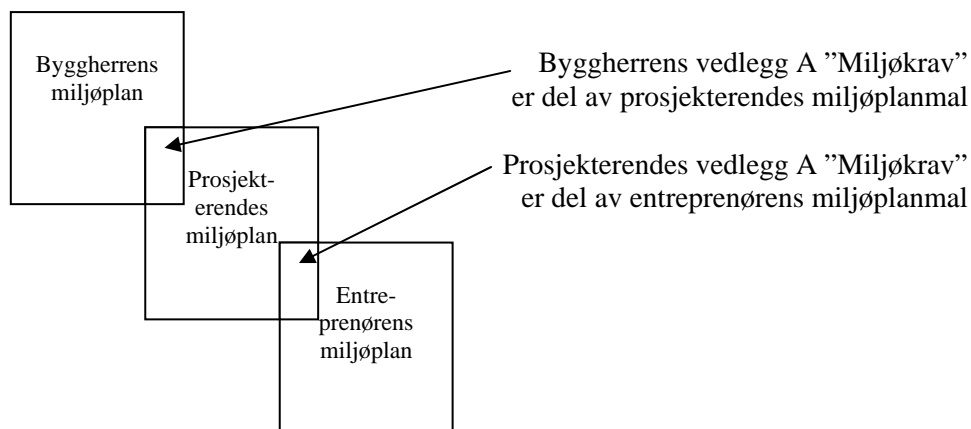 Byggherrens
miljøplan
Byggherrens vedlegg A ”Miljøkrav”
er del av prosjekterendes miljøplanmal
Prosjekt-
erendes
miljøplan
Prosjekterendes vedlegg A ”Miljøkrav”
er del av entreprenørens miljøplanmal
Entre-
prenørens
miljøplan